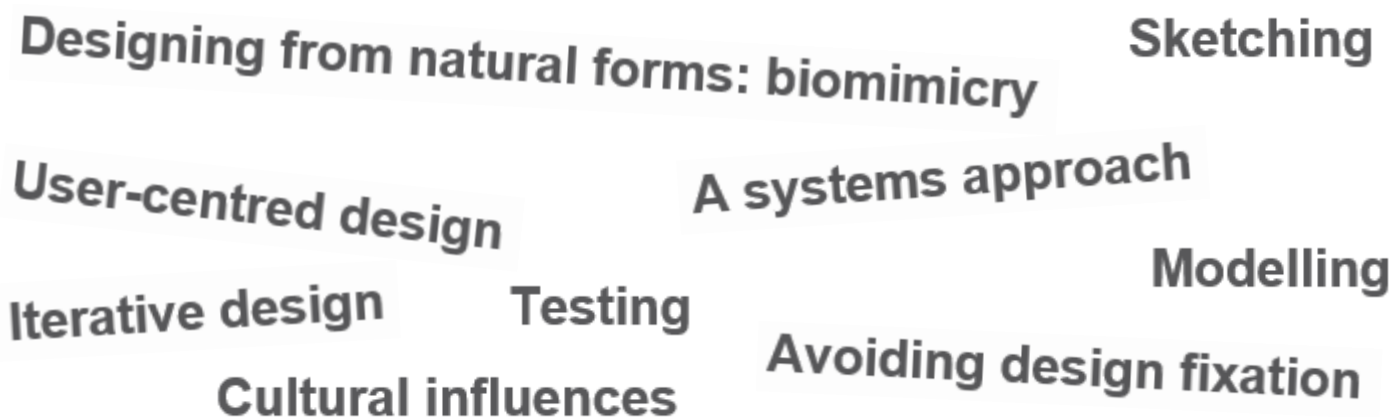 Designing from natural forms: biomimicry
Sketching
User-centred design
A systems approach
Modelling
Iterative design
Testing
Avoiding design fixation
Cultural influences